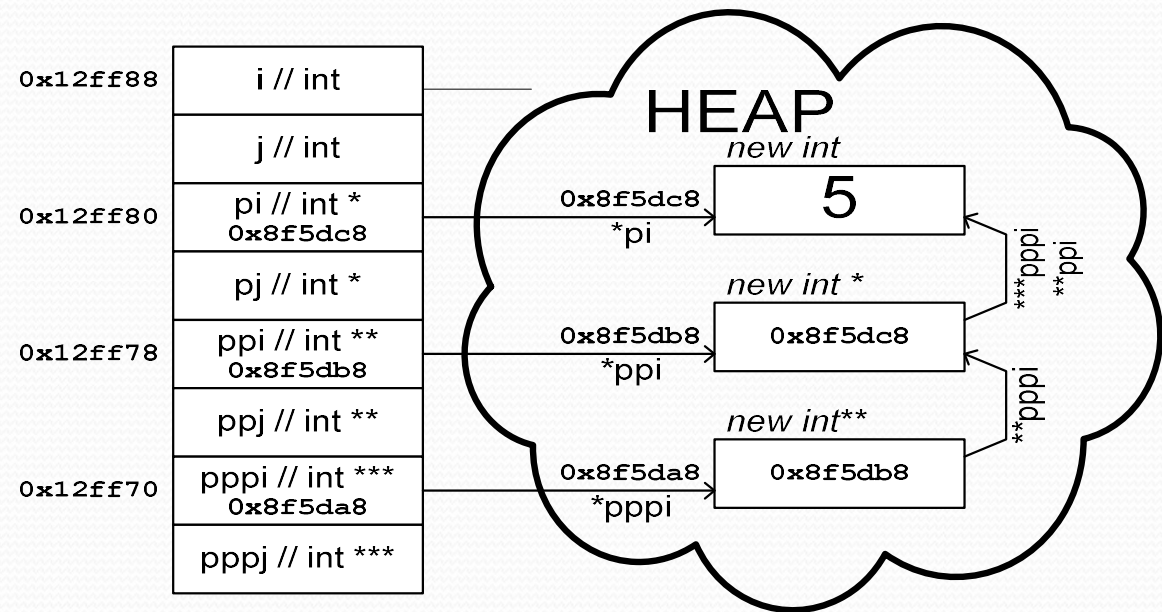 0x12ff88
i // int
j // int
0x12ff80
pi // int *
0x8f5dc8
pj // int *
0x12ff78
ppi // int **
0x8f5db8
ppj // int **
0x12ff70
pppi // int ***
0x8f5da8
pppj // int ***
HEAP
new int
0x8f5dc8
*pi
5
***pppi
**ppi
new int *
0x8f5db8
*ppi
0x8f5dc8
**pppi
new int**
0x8f5da8
*pppi
0x8f5db8